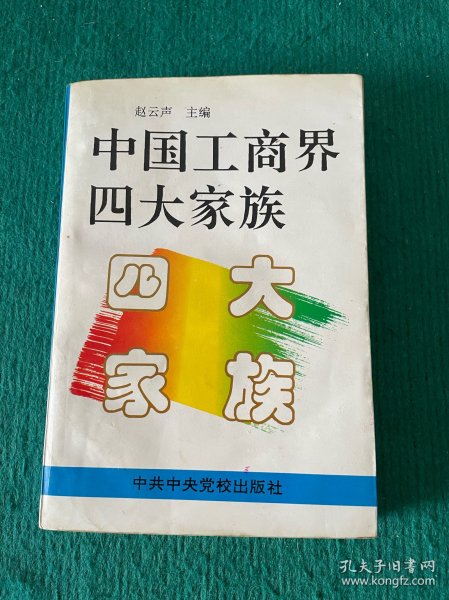 赵云声 主编
中国工商界
四大家族
四大
家族
中共中央党校出版社
孔夫子旧书网
www.kongfz.com